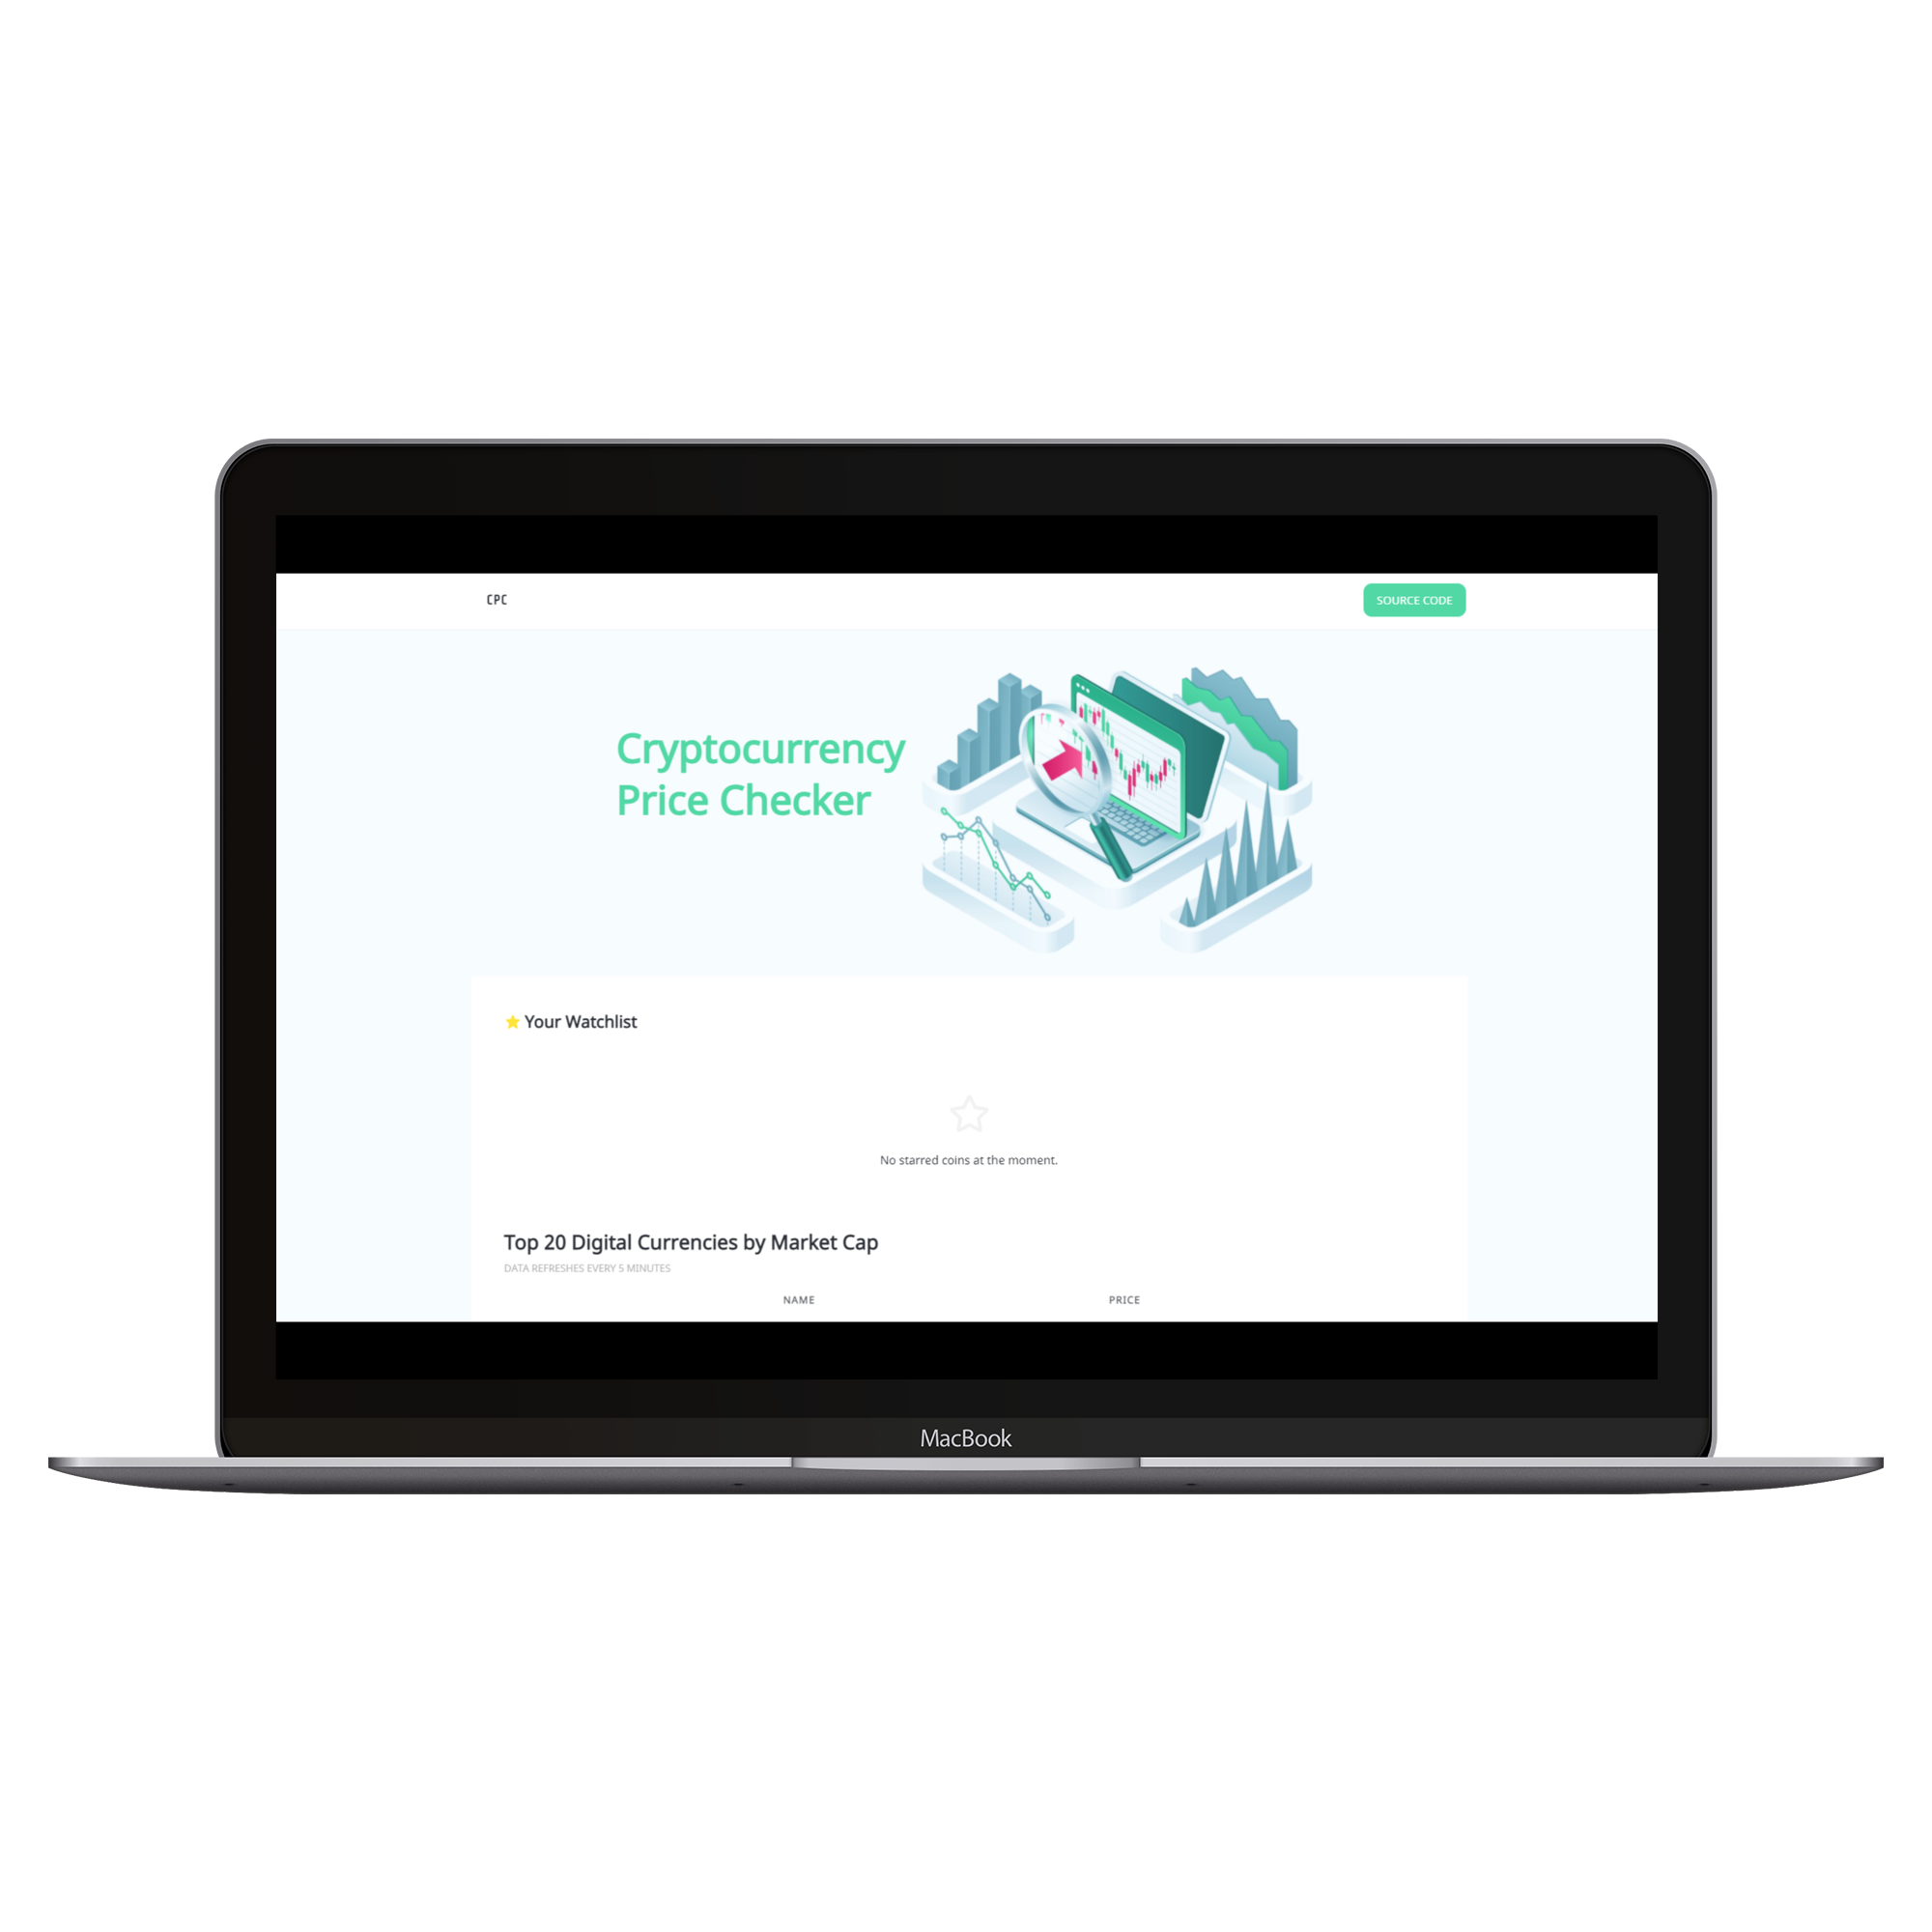 CPC
SOURCE CODE
Cryptocurrency
Price Checker
Your Watchlist
No starred coins at the moment.
Top 20 Digital Currencies by Market Cap
DATA REFRESHES EVERY 5 MINUTES
NAME PRICE
MacBook